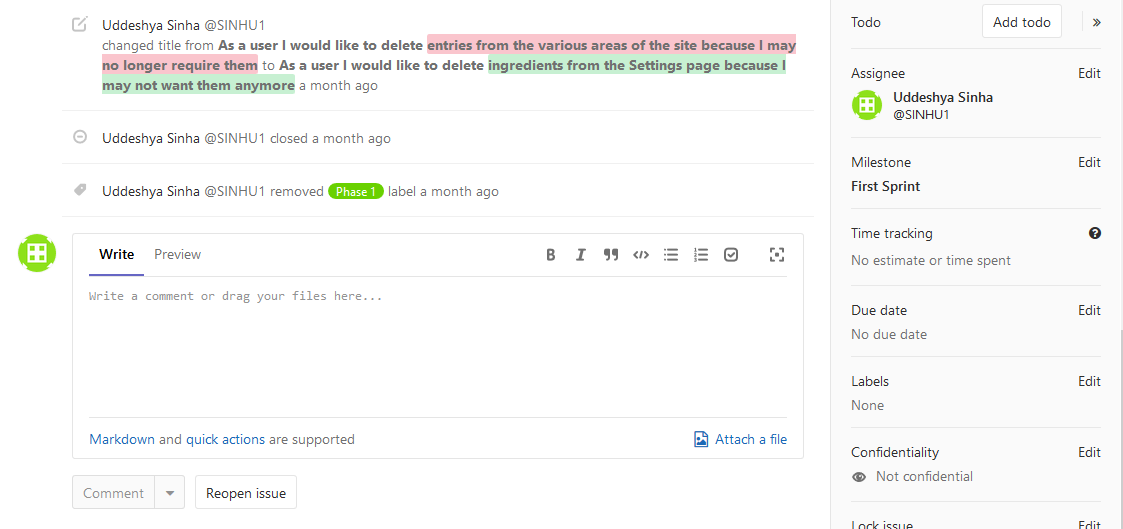 Uddeshya Sinha @SINHU1
changed title from As a user I would like to delete entries from the various areas of the site because I may
no longer require them to As a user I would like to delete ingredients from the Settings page because I
may not want them anymore a month ago
Uddeshya Sinha @SINHU1 closed a month ago
Uddeshya Sinha @SINHU1 removed Phase 1 label a month ago
Write Preview
Write a comment or drag your files here...
Markdown and quick actions are supported
Attach a file
Comment
Reopen issue
Todo
Add todo
»
Assignee Edit
Uddeshya Sinha
@SINHU1
Milestone Edit
First Sprint
Time tracking
No estimate or time spent
Due date Edit
No due date
Labels Edit
None
Confidentiality Edit
Not confidential
Lock issue Edit